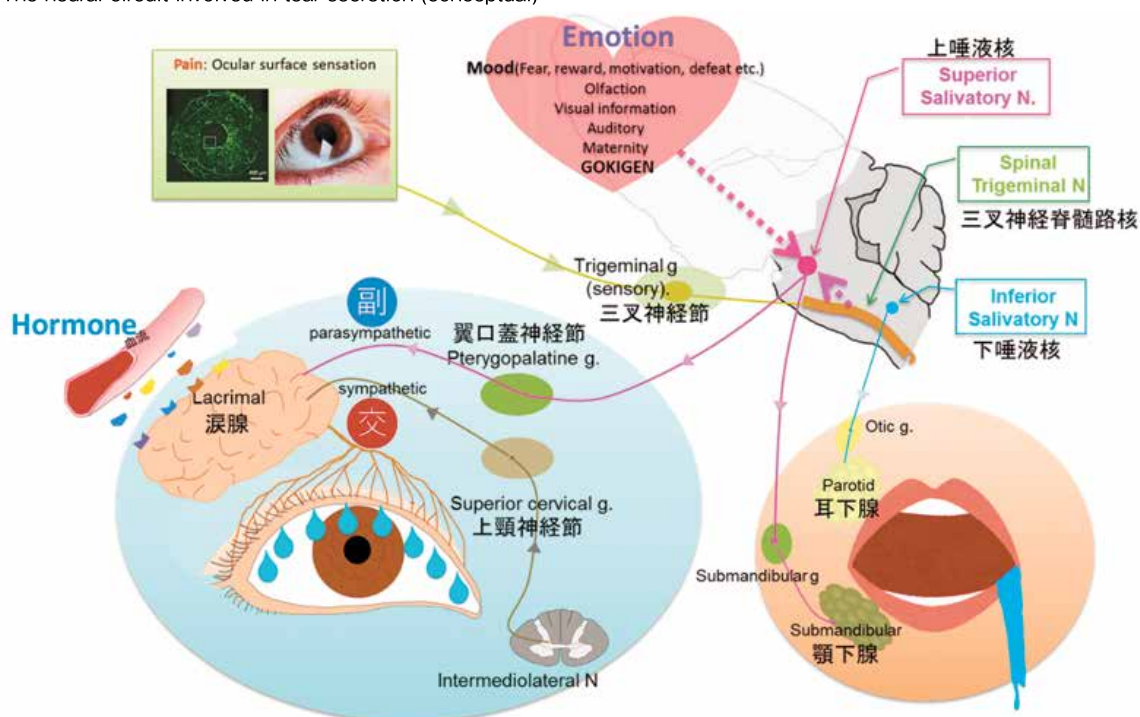 The neural circuit involved in tear secretion (conceptual)
Pain: Ocular surface sensation
Emotion
Mood(Fear, reward, motivation, defeat etc.)
Olfaction
Visual information
Auditory
Maternity
GOKIGEN
上唾液核
Superior
Salivatory N.
Spinal
Trigeminal N
三叉神経脊髄路核
Inferior
Salivatory N
下唾液核
Trigeminal g
(sensory).
三叉神経節
Hormone
副
parasympathetic
翼口蓋神経節
Pterygopalatine g.
sympathetic
交
Lacrimal
涙腺
Superior cervical g.
上頸神経節
Intermediolateral N
Otic g.
Parotid
耳下腺
Submandibular g
Submandibular
顎下腺